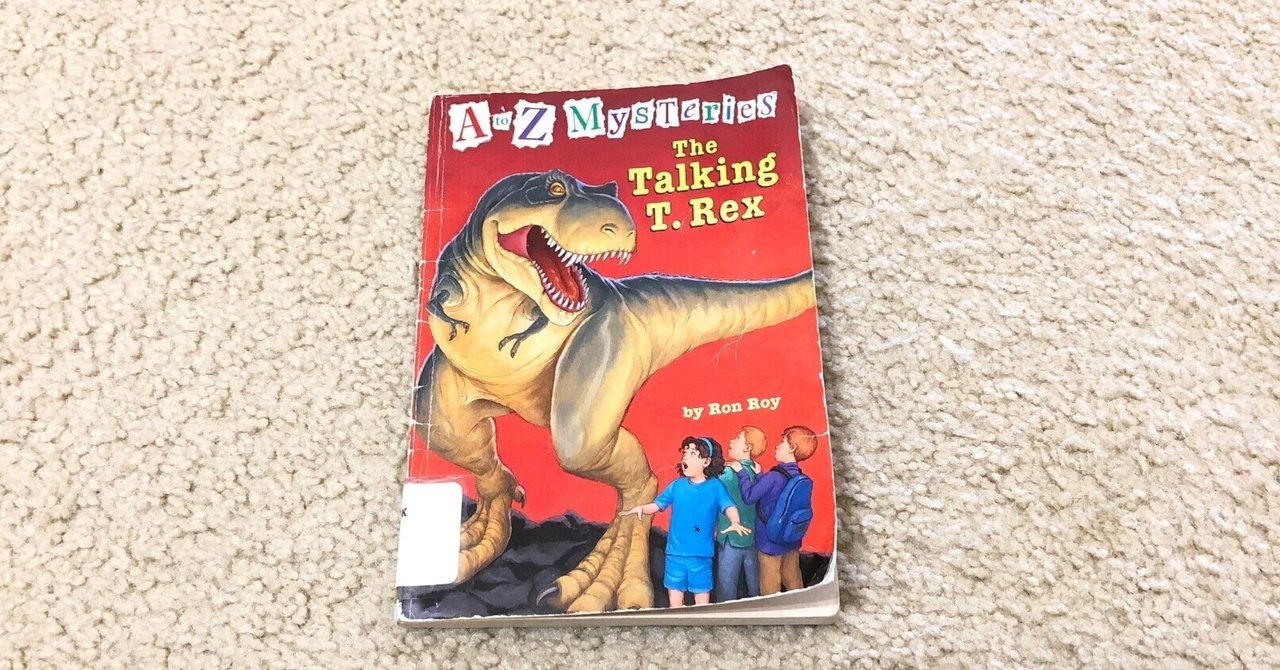 A to Z Mysteries
The
Talking
T. Rex
by Ron Roy
K